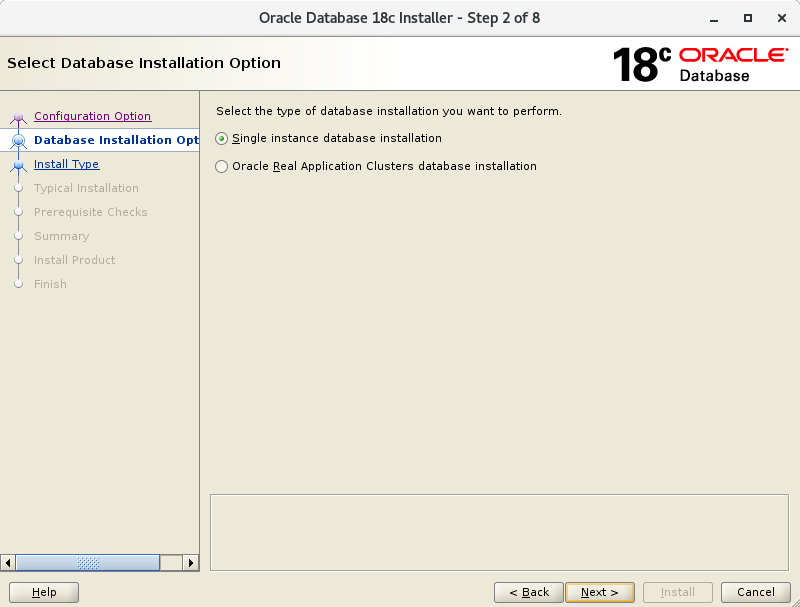 Oracle Database 18c Installer - Step 2 of 8
Select Database Installation Option
18c ORACLE
Database
Configuration Option
Database Installation Opt
Install Type
Typical Installation
Prerequisite Checks
Summary
Install Product
Finish
Select the type of database installation you want to perform.
Single instance database installation
Oracle Real Application Clusters database installation
Help
< Back
Next >
Install
Cancel